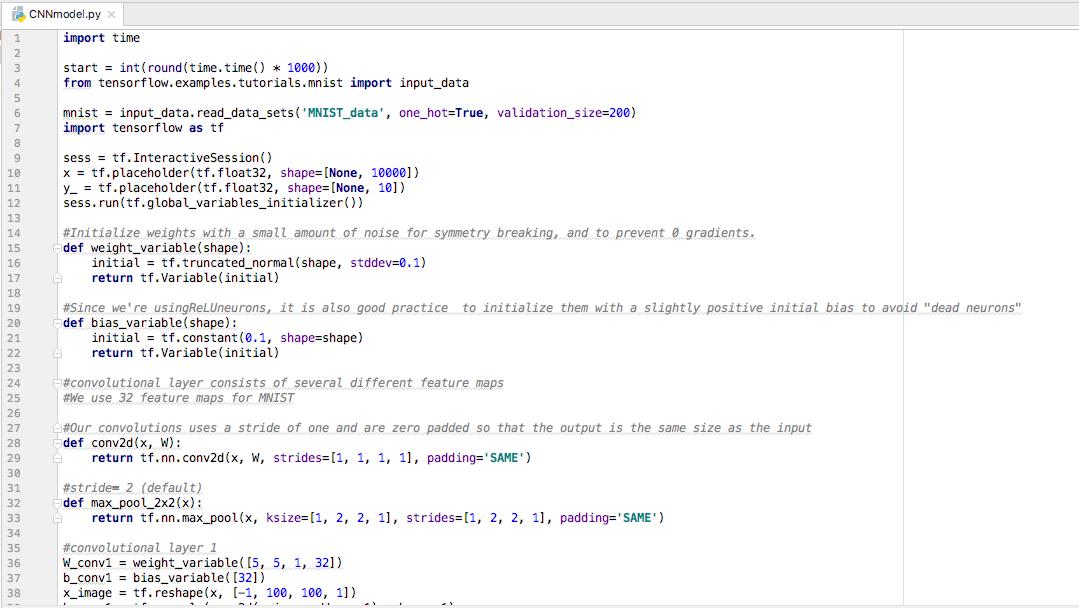 CNNmodel.py
1 import time
2
3 start = int(round(time.time() * 1000))
4 from tensorflow.examples.tutorials.mnist import input_data
5
6 mnist = input_data.read_data_sets('MNIST_data', one_hot=True, validation_size=200)
7 import tensorflow as tf
8
9 sess = tf.InteractiveSession()
10 x = tf.placeholder(tf.float32, shape=[None, 10000])
11 y_ = tf.placeholder(tf.float32, shape=[None, 10])
12 sess.run(tf.global_variables_initializer())
13
14 #Initialize weights with a small amount of noise for symmetry breaking, and to prevent 0 gradients.
15 def weight_variable(shape):
16     initial = tf.truncated_normal(shape, stddev=0.1)
17     return tf.Variable(initial)
18
19 #Since we're usingReLUneurons, it is also good practice  to initialize them with a slightly positive initial bias to avoid "dead neurons"
20 def bias_variable(shape):
21     initial = tf.constant(0.1, shape=shape)
22     return tf.Variable(initial)
23
24 #convolutional layer consists of several different feature maps
25 #We use 32 feature maps for MNIST
26
27 #Our convolutions uses a stride of one and are zero padded so that the output is the same size as the input
28 def conv2d(x, W):
29     return tf.nn.conv2d(x, W, strides=[1, 1, 1, 1], padding='SAME')
30
31 #stride= 2 (default)
32 def max_pool_2x2(x):
33     return tf.nn.max_pool(x, ksize=[1, 2, 2, 1], strides=[1, 2, 2, 1], padding='SAME')
34
35 #convolutional layer 1
36 W_conv1 = weight_variable([5, 5, 1, 32])
37 b_conv1 = bias_variable([32])
38 x_image = tf.reshape(x, [-1, 100, 100, 1])